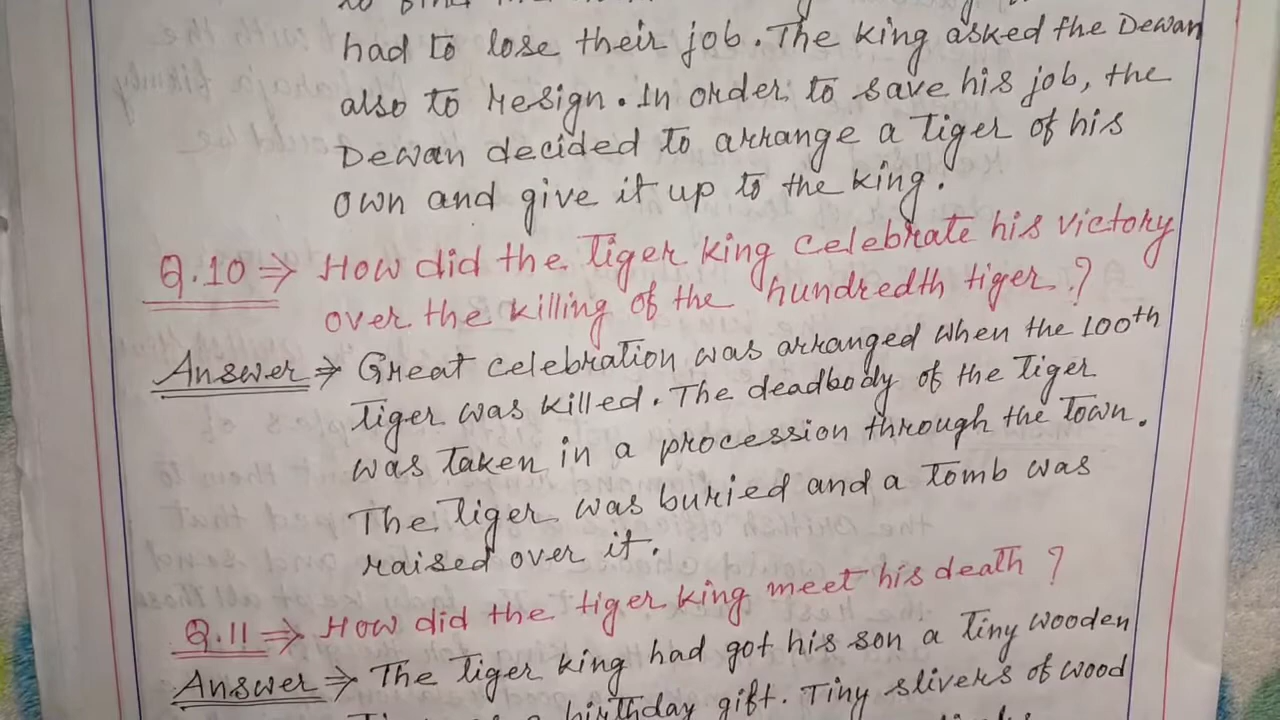 had to lose their job. The king asked the Dewan
also to resign. In order to save his job, the
Dewan decided to arrange a tiger of his
own and give it up to the king.
Q.10 ⇒ How did the tiger king celebrate his victory
over the killing of the hundredth tiger?
Answer ⇒ Great celebration was arranged when the 100th
tiger was killed. The deadbody of the tiger
was taken in a procession through the town.
The tiger was buried and a tomb was
raised over it.
Q.11 ⇒ How did the tiger king meet his death?
Answer ⇒ The tiger king had got his son a tiny wooden
birthday gift. Tiny slivers of wood